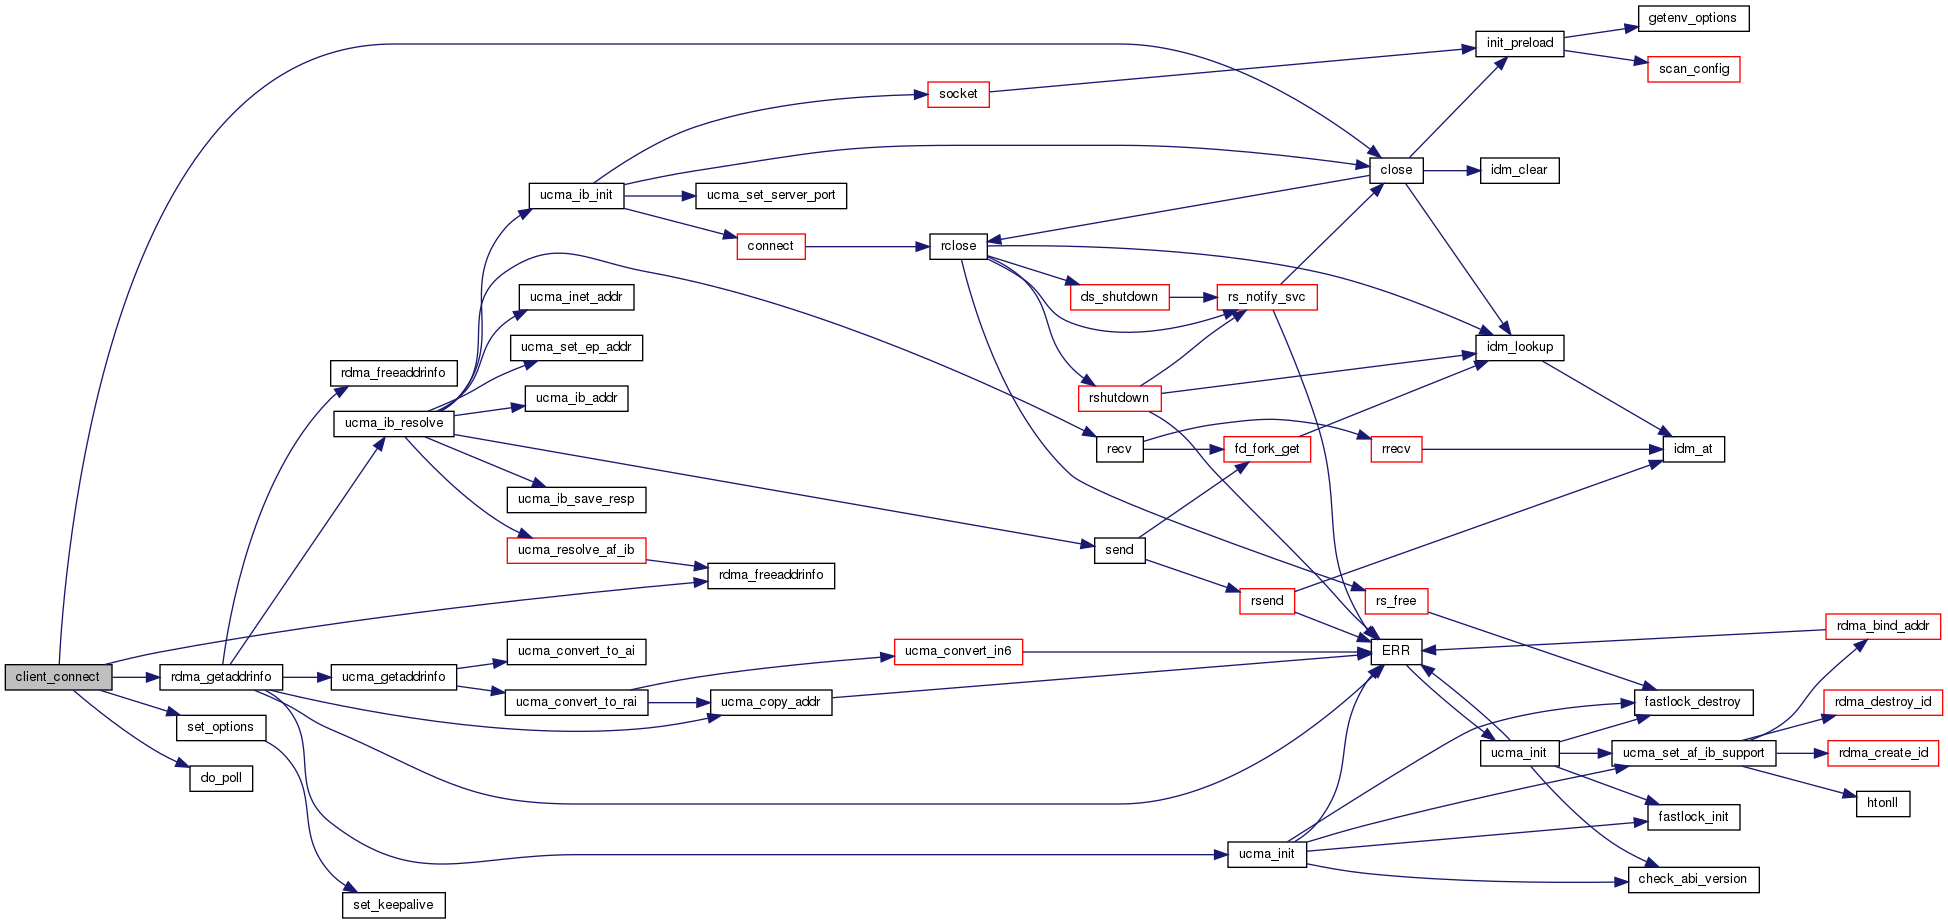 getenv_options
init_preload
scan_config
socket
close
idm_clear
ucma_ib_init
ucma_set_server_port
connect
rclose
ucma_inet_addr
ds_shutdown
rs_notify_svc
ucma_set_ep_addr
idm_lookup
rdma_freeaddrinfo
ucma_ib_addr
rshutdown
ucma_ib_resolve
recv
fd_fork_get
rrecv
idm_at
ucma_ib_save_resp
ucma_resolve_af_ib
send
rdma_freeaddrinfo
rsend
rs_free
rdma_bind_addr
ucma_convert_to_ai
ucma_convert_in6
ERR
client_connect
rdma_getaddrinfo
ucma_getaddrinfo
ucma_convert_to_rai
ucma_copy_addr
fastlock_destroy
rdma_destroy_id
set_options
ucma_init
ucma_set_af_ib_support
rdma_create_id
do_poll
htonll
fastlock_init
ucma_init
check_abi_version
set_keepalive